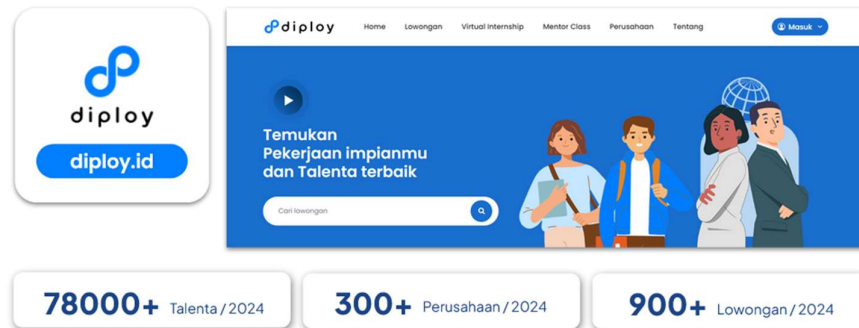 diploy
diploy.id
diploy
Home Lowongan Virtual Internship Mentor Class Perusahaan Tentang Masuk
Temukan
Pekerjaan impianmu
dan Talenta terbaik
Cari lowongan
78000+ Talenta / 2024
300+ Perusahaan / 2024
900+ Lowongan / 2024